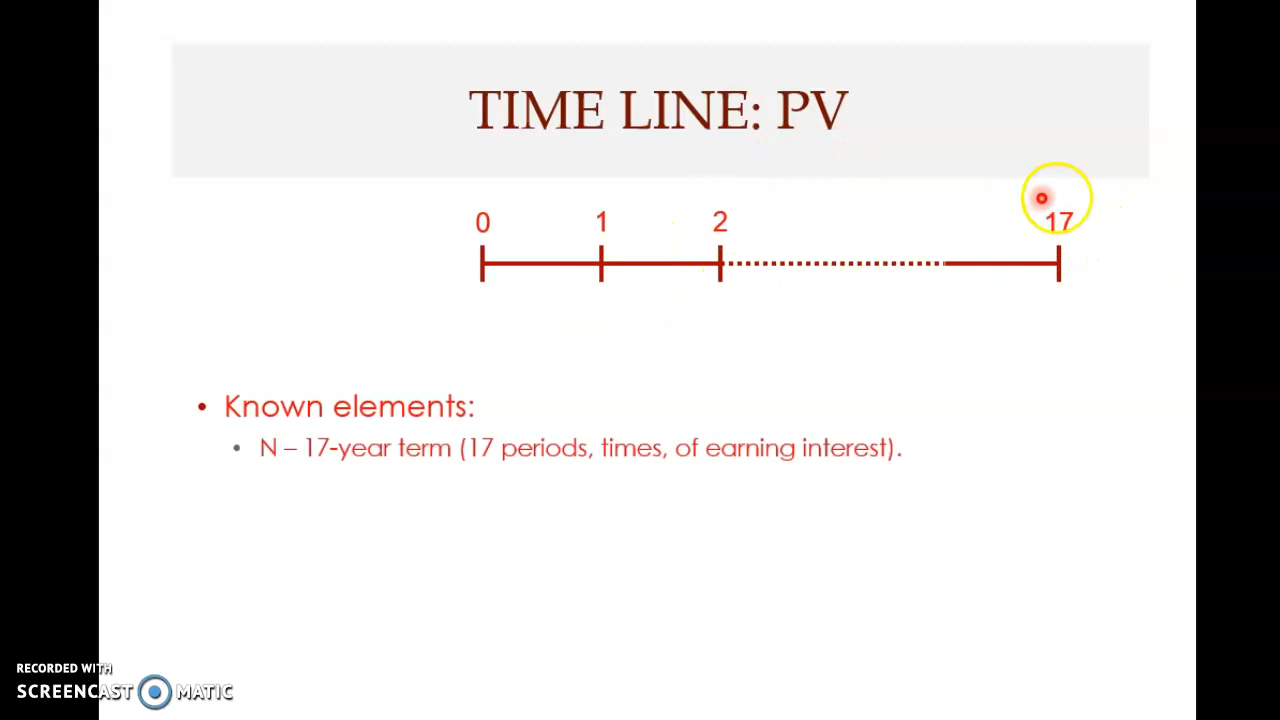 TIME LINE: PV
0 1 2 17
• Known elements:
• N – 17-year term (17 periods, times, of earning interest).
RECORDED WITH
SCREENCAST MATIC